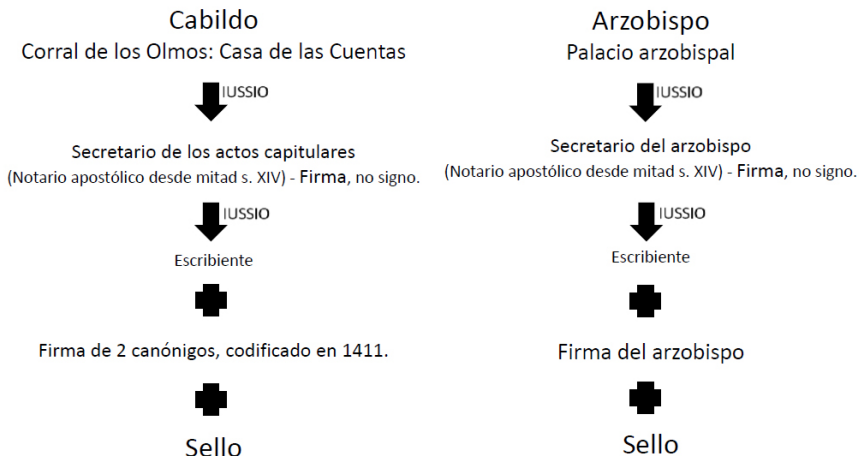 Cabildo
Corral de los Olmos: Casa de las Cuentas
IUSSIO
Secretario de los actos capitulares
(Notario apostólico desde mitad s. XIV) - Firma, no signo.
IUSSIO
Escribiente
Firma de 2 canónigos, codificado en 1411.
Sello
Arzobispo
Palacio arzobispal
IUSSIO
Secretario del arzobispo
(Notario apostólico desde mitad s. XIV) - Firma, no signo.
IUSSIO
Escribiente
Firma del arzobispo
Sello